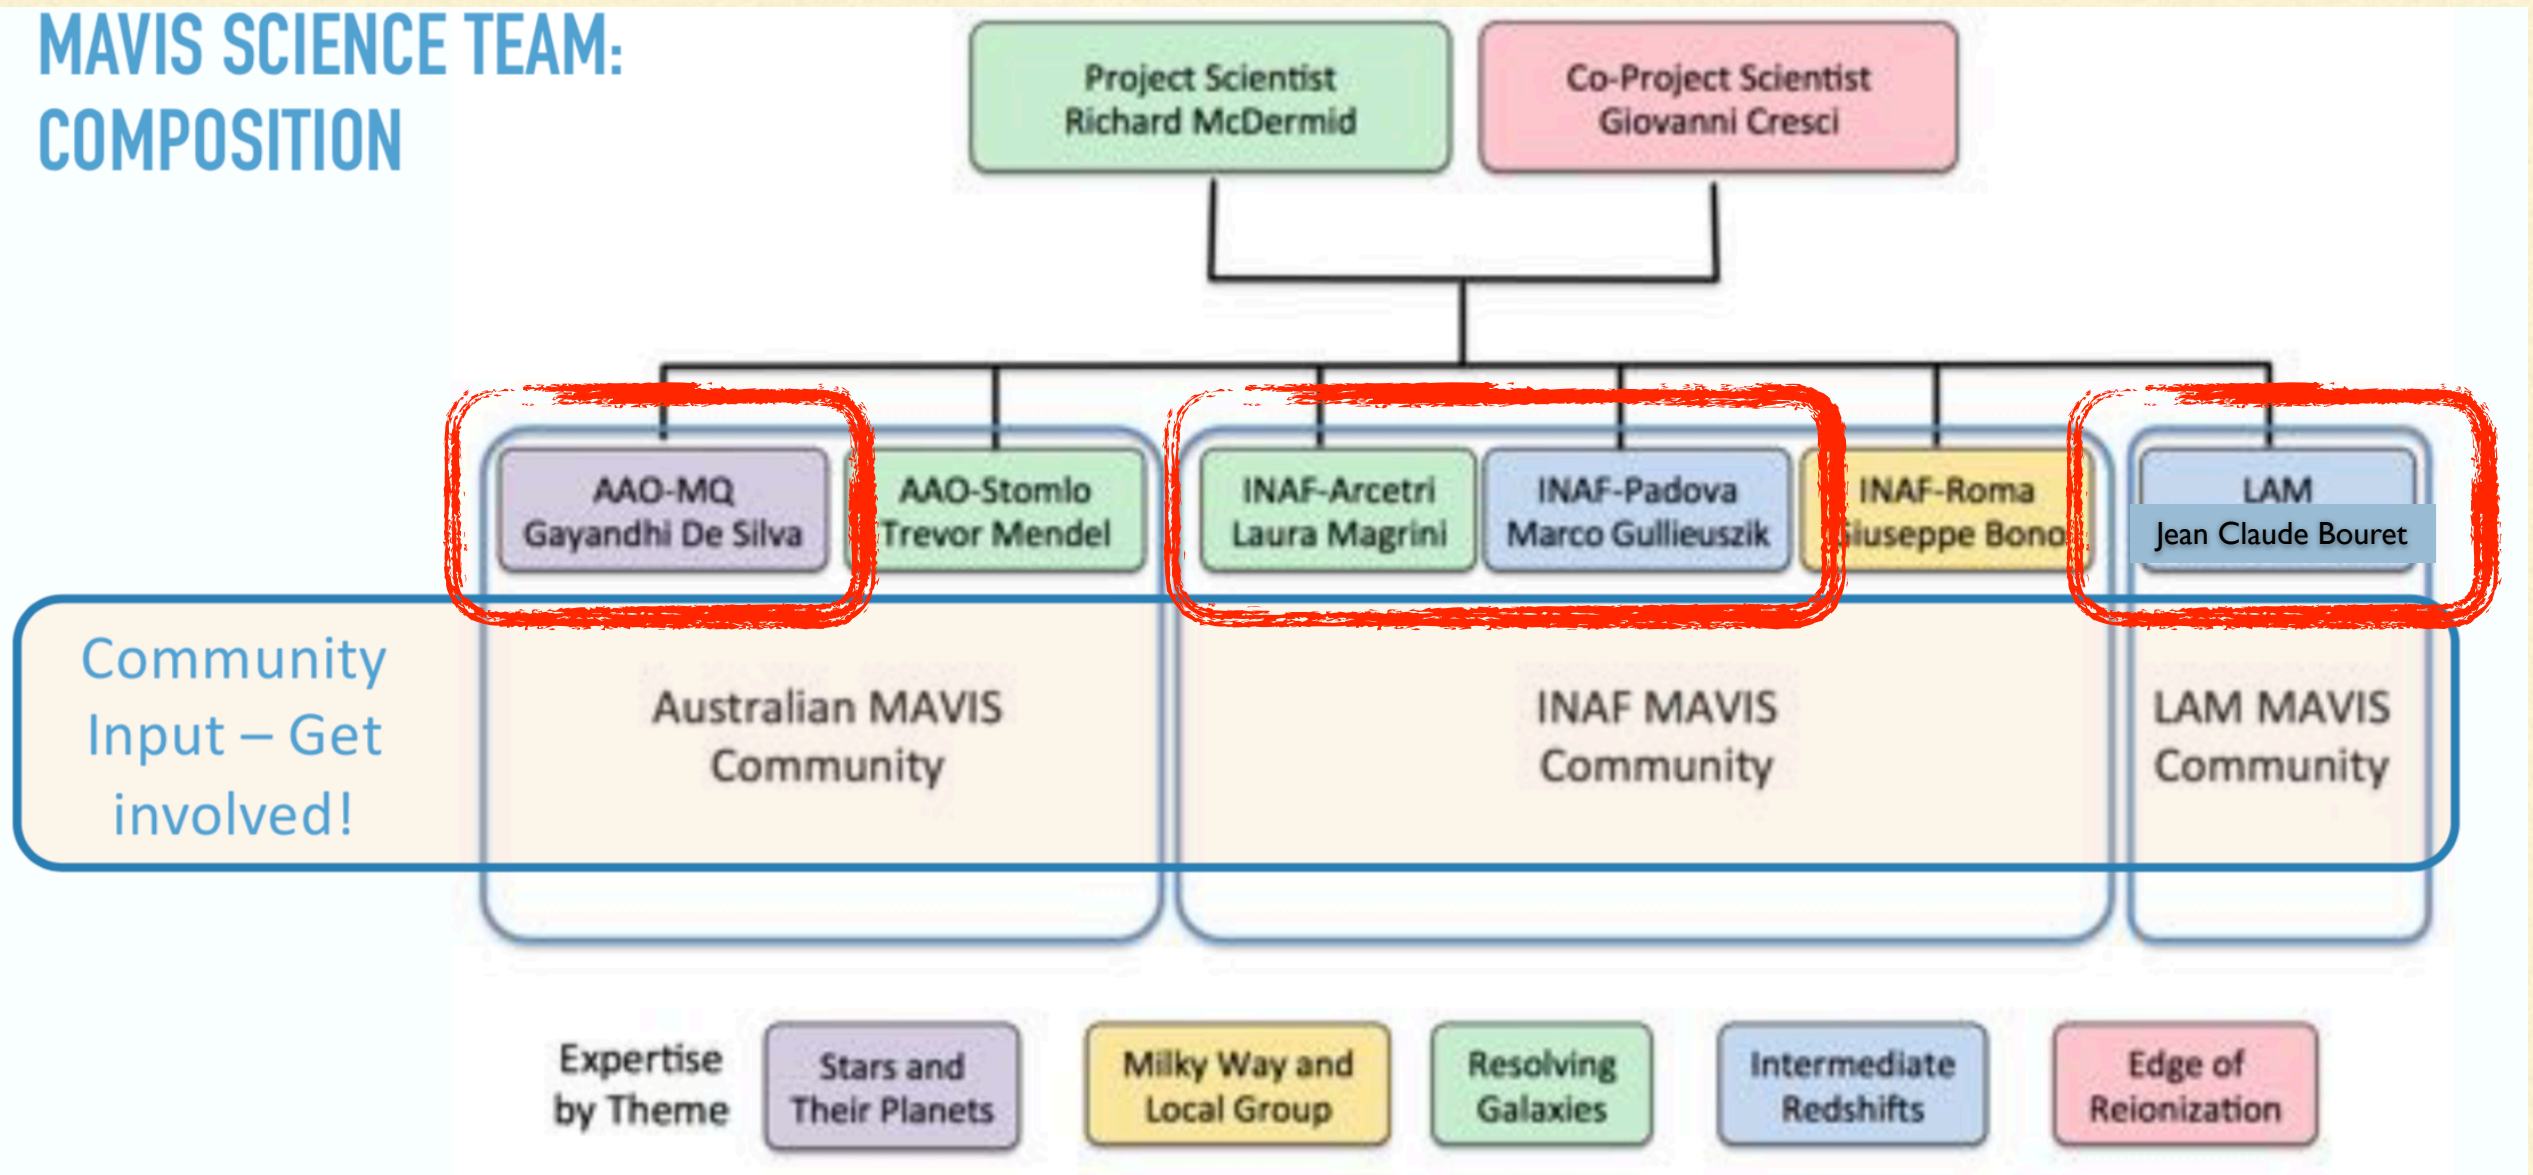 MAVIS SCIENCE TEAM:
COMPOSITION
Project Scientist
Richard McDermid
Co-Project Scientist
Giovanni Cresci
AAO-MQ
Gayandhi De Silva
AAO-Stomlo
Trevor Mendel
INAF-Arcetri
Laura Magrini
INAF-Padova
Marco Gullieuszik
INAF-Roma
Giuseppe Bono
LAM
Jean Claude Bouret
Community
Input – Get
involved!
Australian MAVIS
Community
INAF MAVIS
Community
LAM MAVIS
Community
Expertise
by Theme
Stars and
Their Planets
Milky Way and
Local Group
Resolving
Galaxies
Intermediate
Redshifts
Edge of
Reionization